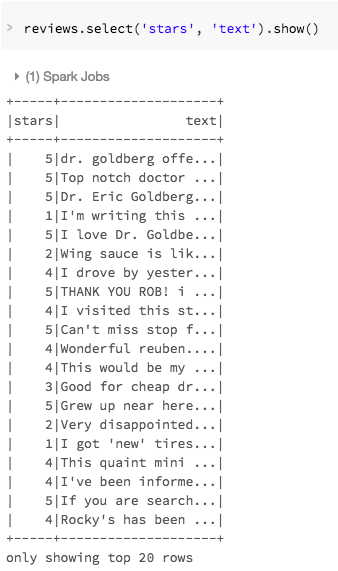 > reviews.select('stars', 'text').show()
(1) Spark Jobs
+-----+--------------------+
|stars|                text|
+-----+--------------------+
|    5|dr. goldberg offe...|
|    5|Top notch doctor ...|
|    5|Dr. Eric Goldberg...|
|    1|I'm writing this ...|
|    5|I love Dr. Goldbe...|
|    2|Wing sauce is lik...|
|    4|I drove by yester...|
|    5|THANK YOU ROB! i ...|
|    4|I visited this st...|
|    5|Can't miss stop f...|
|    4|Wonderful reuben....|
|    4|This would be my ...|
|    3|Good for cheap dr...|
|    5|Grew up near here...|
|    2|Very disappointed...|
|    1|I got 'new' tires...|
|    4|This quaint mini ...|
|    4|I've been informe...|
|    5|If you are search...|
|    4|Rocky's has been ...|
+-----+--------------------+
only showing top 20 rows